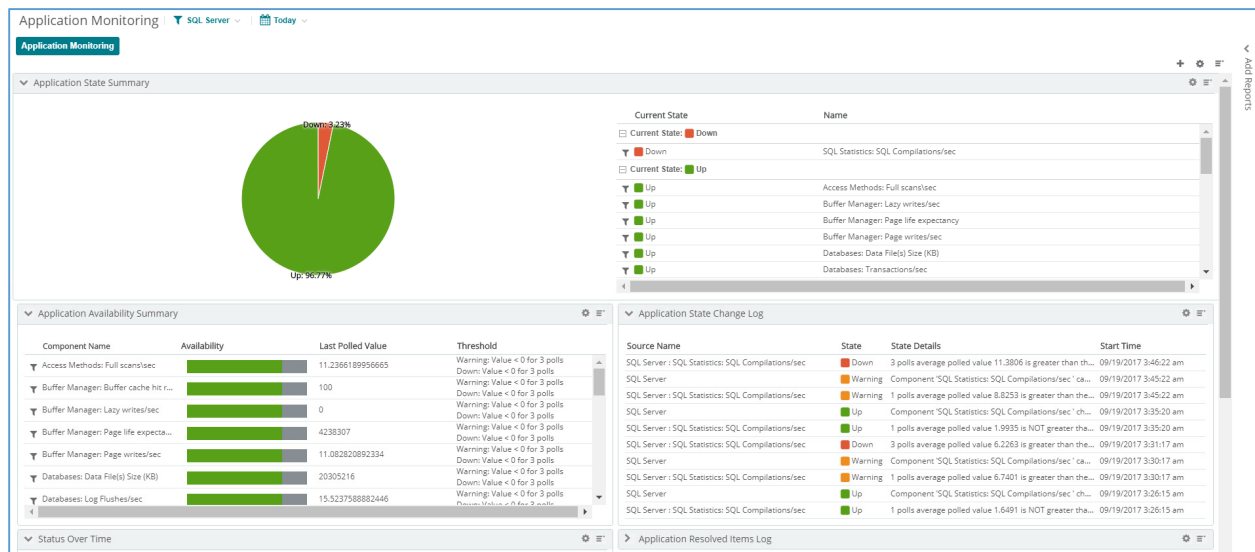 Application Monitoring SQL Server Today
Application Monitoring
Add Reports
Application State Summary
Down: 3.23%
Up: 96.77%
Current State Name
Current State: Down
Down SQL Statistics: SQL Compilations/sec
Current State: Up
Up Access Methods: Full scans\sec
Up Buffer Manager: Lazy writes/sec
Up Buffer Manager: Page life expectancy
Up Buffer Manager: Page writes/sec
Up Databases: Data File(s) Size (KB)
Up Databases: Transactions/sec
Application Availability Summary
Component Name Availability Last Polled Value Threshold
Access Methods: Full scans\sec 11.2366189956665 Warning: Value < 0 for 3 polls
Down: Value < 0 for 3 polls
Buffer Manager: Buffer cache hit r... 100 Warning: Value < 0 for 3 polls
Down: Value < 0 for 3 polls
Buffer Manager: Lazy writes/sec 0 Warning: Value < 0 for 3 polls
Down: Value < 0 for 3 polls
Buffer Manager: Page life expecta... 4238307 Warning: Value < 0 for 3 polls
Down: Value < 0 for 3 polls
Buffer Manager: Page writes/sec 11.082820892334 Warning: Value < 0 for 3 polls
Down: Value < 0 for 3 polls
Databases: Data File(s) Size (KB) 20305216 Warning: Value < 0 for 3 polls
Down: Value < 0 for 3 polls
Databases: Log Flushes/sec 15.5237588882446 Warning: Value < 0 for 3 polls
Down: Value < 0 for 3 polls
Application State Change Log
Source Name State State Details Start Time
SQL Server : SQL Statistics: SQL Compilations/sec Down 3 polls average polled value 11.3806 is greater than th... 09/19/2017 3:46:22 am
SQL Server Warning Component 'SQL Statistics: SQL Compilations/sec ' ca... 09/19/2017 3:45:22 am
SQL Server : SQL Statistics: SQL Compilations/sec Warning 1 polls average polled value 8.8253 is greater than the... 09/19/2017 3:45:22 am
SQL Server Up Component 'SQL Statistics: SQL Compilations/sec ' ch... 09/19/2017 3:35:20 am
SQL Server : SQL Statistics: SQL Compilations/sec Up 1 polls average polled value 1.9935 is NOT greater tha... 09/19/2017 3:35:20 am
SQL Server : SQL Statistics: SQL Compilations/sec Down 3 polls average polled value 6.2263 is greater than the... 09/19/2017 3:31:17 am
SQL Server Warning Component 'SQL Statistics: SQL Compilations/sec ' ca... 09/19/2017 3:30:17 am
SQL Server : SQL Statistics: SQL Compilations/sec Warning 1 polls average polled value 6.7401 is greater than the... 09/19/2017 3:30:17 am
SQL Server Up Component 'SQL Statistics: SQL Compilations/sec ' ch... 09/19/2017 3:26:15 am
SQL Server : SQL Statistics: SQL Compilations/sec Up 1 polls average polled value 1.6491 is NOT greater tha... 09/19/2017 3:26:15 am
Status Over Time
Application Resolved Items Log